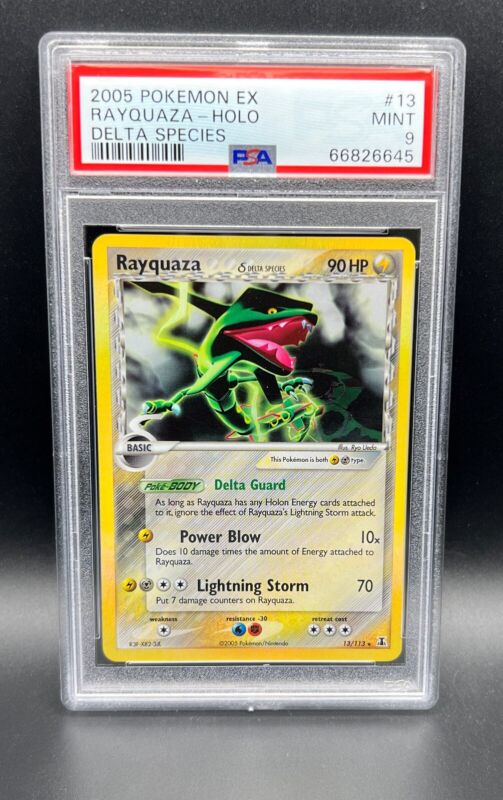 2005 POKEMON EX #13
RAYQUAZA - HOLO MINT
DELTA SPECIES 9
PSA 66826645
Rayquaza δ DELTA SPECIES 90 HP
Illus. Ryo Ueda
BASIC
This Pokémon is both type.
POKé-BODY Delta Guard
As long as Rayquaza has any Holon Energy cards attached
to it, ignore the effect of Rayquaza's Lightning Storm attack.
Power Blow 10x
Does 10 damage times the amount of Energy attached to
Rayquaza.
Lightning Storm 70
Put 7 damage counters on Rayquaza.
weakness resistance -30 retreat cost
©2005 Pokémon/Nintendo 13/113 ★